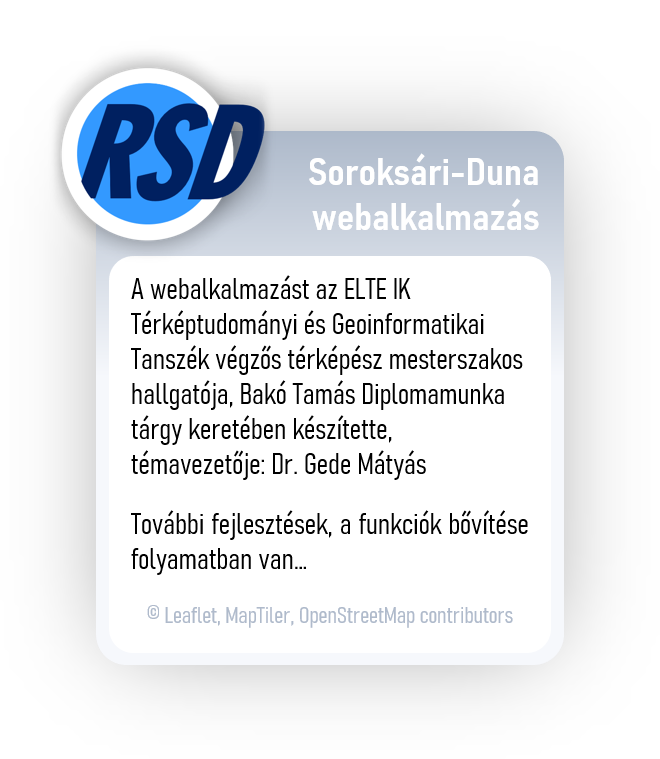 RSD
Soroksári-Duna
webalkalmazás
A webalkalmazást az ELTE IK
Térképtudományi és Geoinformatikai
Tanszék végzős térképész mesterszakos
hallgatója, Bakó Tamás Diplomamunka
tárgy keretében készítette,
témavezetője: Dr. Gede Mátyás
További fejlesztések, a funkciók bővítése
folyamatban van...
© Leaflet, MapTiler, OpenStreetMap contributors